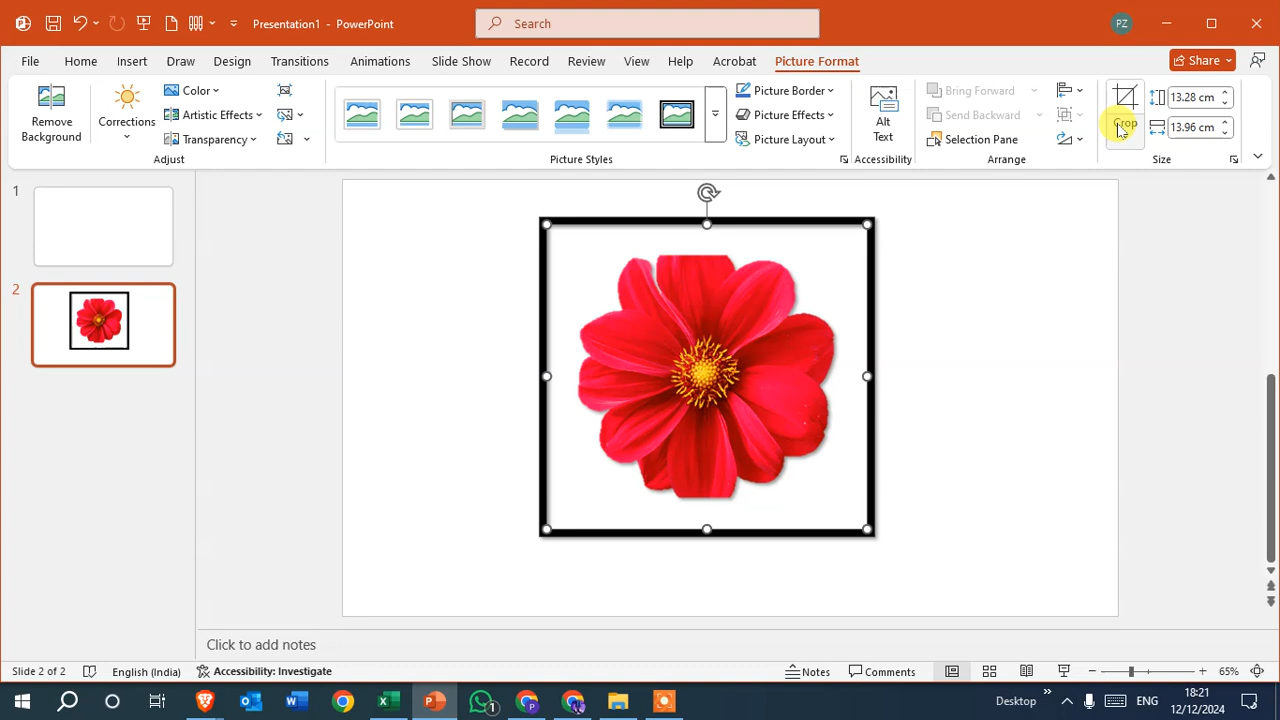 Presentation1 - PowerPoint
Search
PZ
File Home Insert Draw Design Transitions Animations Slide Show Record Review View Help Acrobat Picture Format
Share
Remove Background
Corrections
Color
Artistic Effects
Transparency
Adjust
Picture Styles
Picture Border
Picture Effects
Picture Layout
Alt Text
Accessibility
Bring Forward
Send Backward
Selection Pane
Arrange
Crop
13.28 cm
13.96 cm
Size
1
2
Click to add notes
Slide 2 of 2 English (India) Accessibility: Investigate Notes Comments 65%
1
Desktop ENG 18:21
12/12/2024